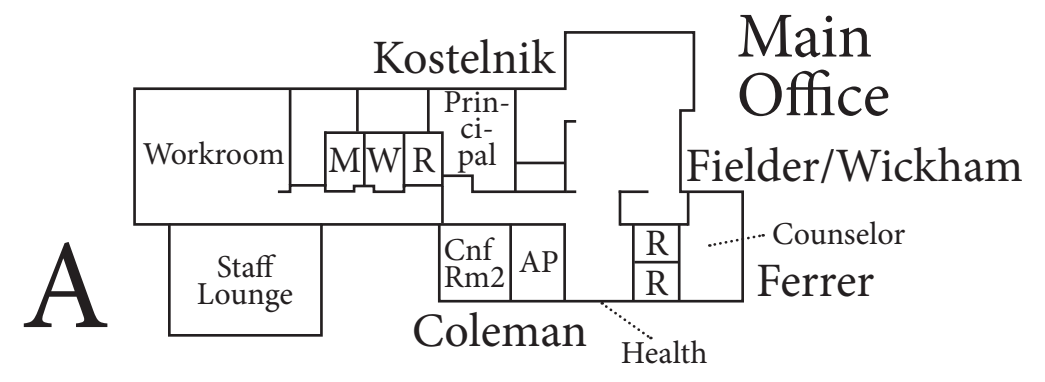 Main
Office
Kostelnik
Prin-
ci-
pal
Workroom
M
W
R
Fielder/Wickham
R
Counselor
Cnf
Rm2
AP
A
Staff
Lounge
R
Ferrer
Coleman
Health